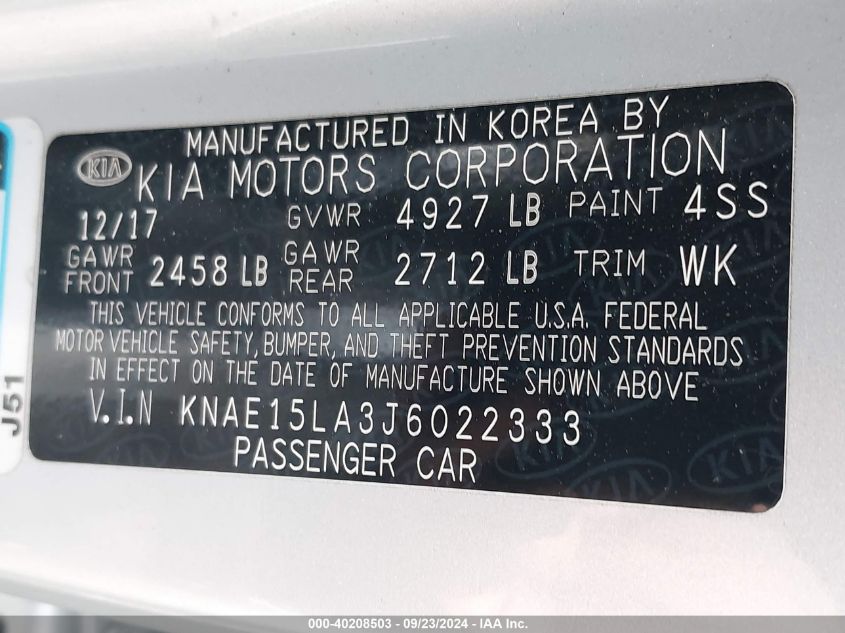 MANUFACTURED IN KOREA BY
KIA KIA MOTORS CORPORATION
12/17 GVWR 4927 LB PAINT 4SS
GAWR FRONT 2458 LB GAWR REAR 2712 LB TRIM WK
THIS VEHICLE CONFORMS TO ALL APPLICABLE U.S.A. FEDERAL
MOTOR VEHICLE SAFETY, BUMPER, AND THEFT PREVENTION STANDARDS
IN EFFECT ON THE DATE OF MANUFACTURE SHOWN ABOVE
V.I.N KNAE15LA3J6022333
PASSENGER CAR
J51
000-40208503 - 09/23/2024 - IAA Inc.